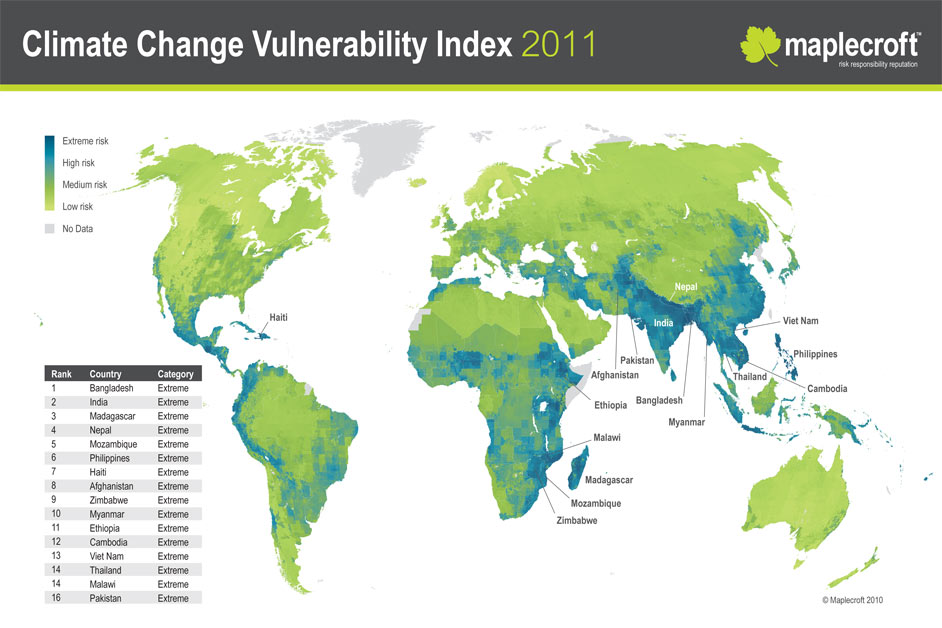 Climate Change Vulnerability Index 2011
maplecroft™
risk responsibility reputation
Extreme risk
High risk
Medium risk
Low risk
No Data
Haiti
Nepal
India
Viet Nam
Philippines
Pakistan
Afghanistan
Thailand
Cambodia
Ethiopia
Bangladesh
Myanmar
Malawi
Madagascar
Mozambique
Zimbabwe
Rank Country Category
1 Bangladesh Extreme
2 India Extreme
3 Madagascar Extreme
4 Nepal Extreme
5 Mozambique Extreme
6 Philippines Extreme
7 Haiti Extreme
8 Afghanistan Extreme
9 Zimbabwe Extreme
10 Myanmar Extreme
11 Ethiopia Extreme
12 Cambodia Extreme
13 Viet Nam Extreme
14 Thailand Extreme
14 Malawi Extreme
16 Pakistan Extreme
© Maplecroft 2010